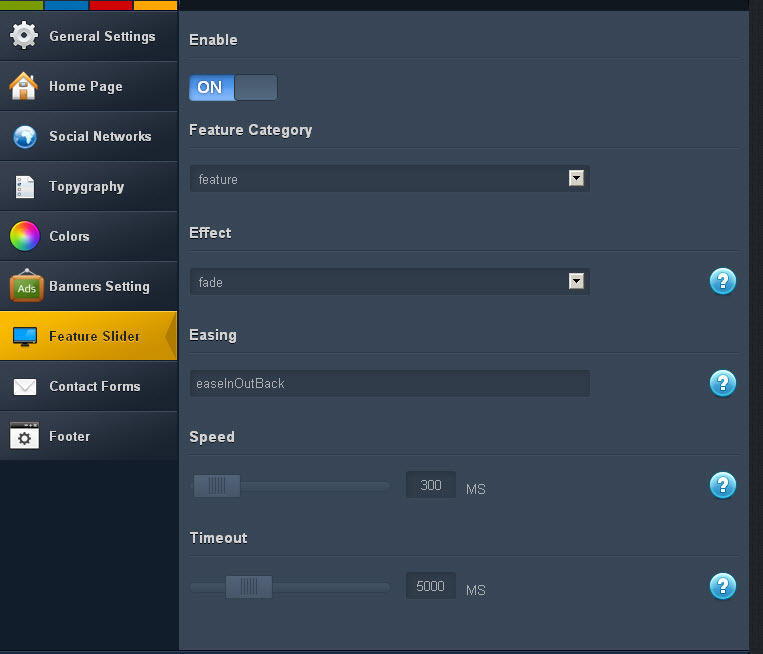 General Settings
Home Page
Social Networks
Topygraphy
Colors
Ads
Banners Setting
Feature Slider
Contact Forms
Footer
Enable
ON
Feature Category
feature
Effect
fade
?
Easing
easeInOutBack
?
Speed
300 MS
?
Timeout
5000 MS
?